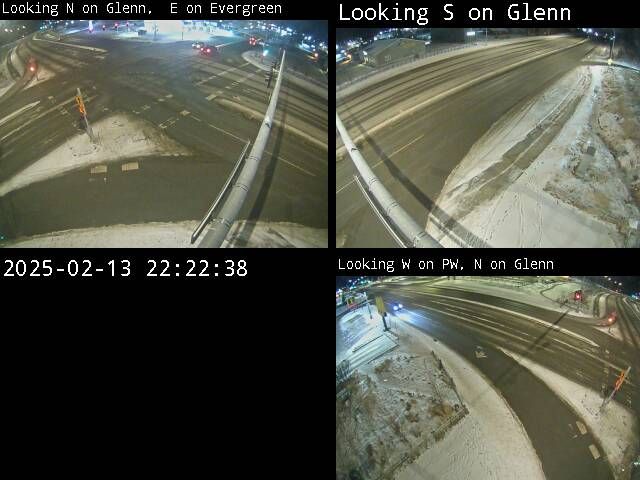 Looking N on Glenn,  E on Evergreen
Looking S on Glenn
2025-02-13 22:22:38
Looking W on PW, N on Glenn